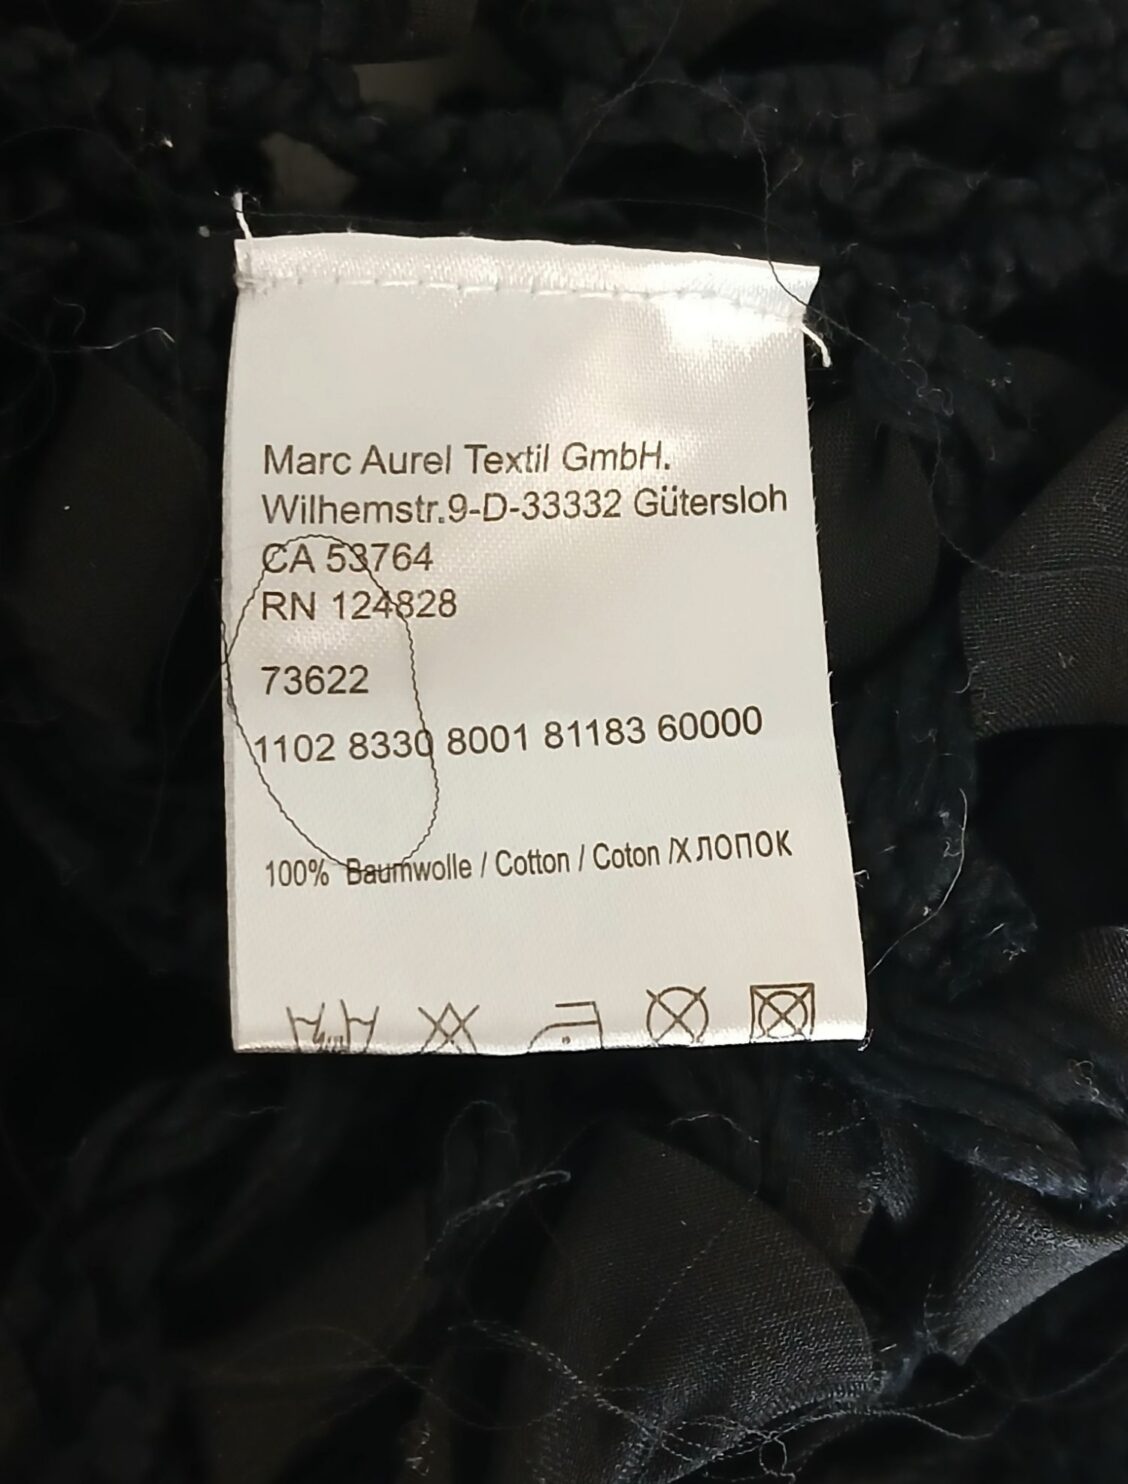 Marc Aurel Textil GmbH.
Wilhemstr.9-D-33332 Gütersloh
CA 53764
RN 124828
73622
1102 8330 8001 81183 60000
100% Baumwolle / Cotton / Coton /ХЛОПОК